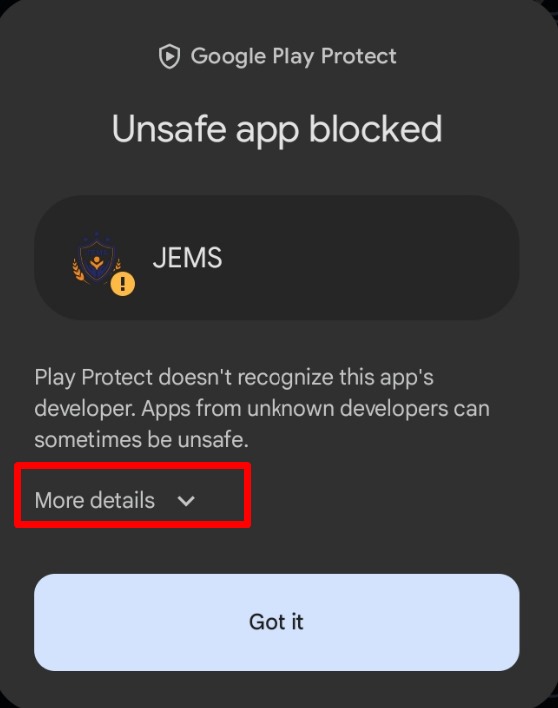 Google Play Protect
Unsafe app blocked
JEMS
Play Protect doesn't recognize this app's
developer. Apps from unknown developers can
sometimes be unsafe.
More details
Got it